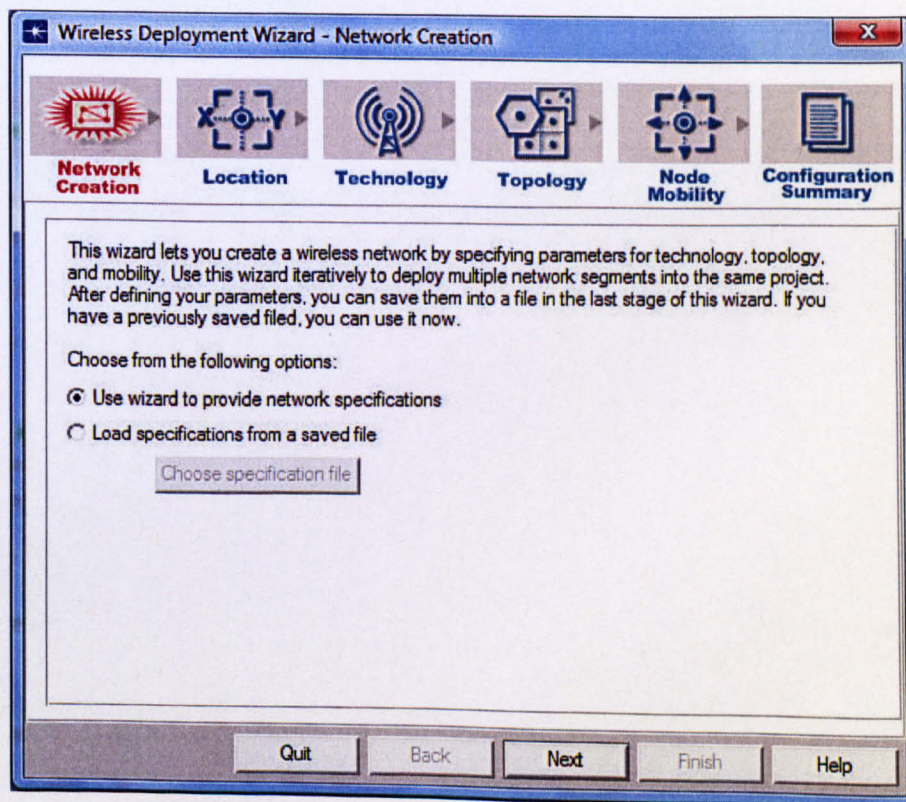 Wireless Deployment Wizard - Network Creation
X
Network Creation
Location
Technology
Topology
Node Mobility
Configuration Summary
This wizard lets you create a wireless network by specifying parameters for technology, topology,
and mobility. Use this wizard iteratively to deploy multiple network segments into the same project.
After defining your parameters, you can save them into a file in the last stage of this wizard. If you
have a previously saved filed, you can use it now.
Choose from the following options:
Use wizard to provide network specifications
Load specifications from a saved file
Choose specification file
Quit
Back
Next
Finish
Help